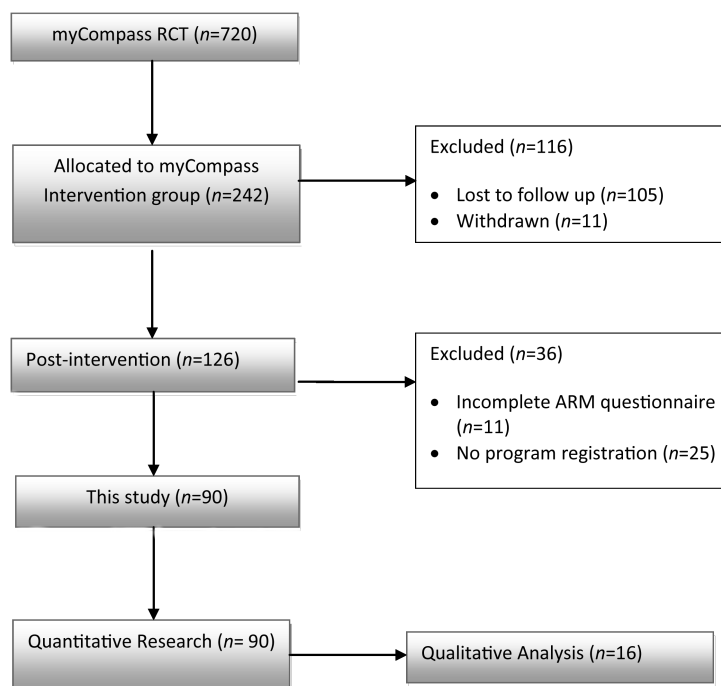 myCompass RCT (n=720)
Allocated to myCompass
Intervention group (n=242)
Excluded (n=116)
• Lost to follow up (n=105)
• Withdrawn (n=11)
Post-intervention (n=126)
Excluded (n=36)
• Incomplete ARM questionnaire
(n=11)
• No program registration (n=25)
This study (n=90)
Quantitative Research (n= 90)
Qualitative Analysis (n=16)